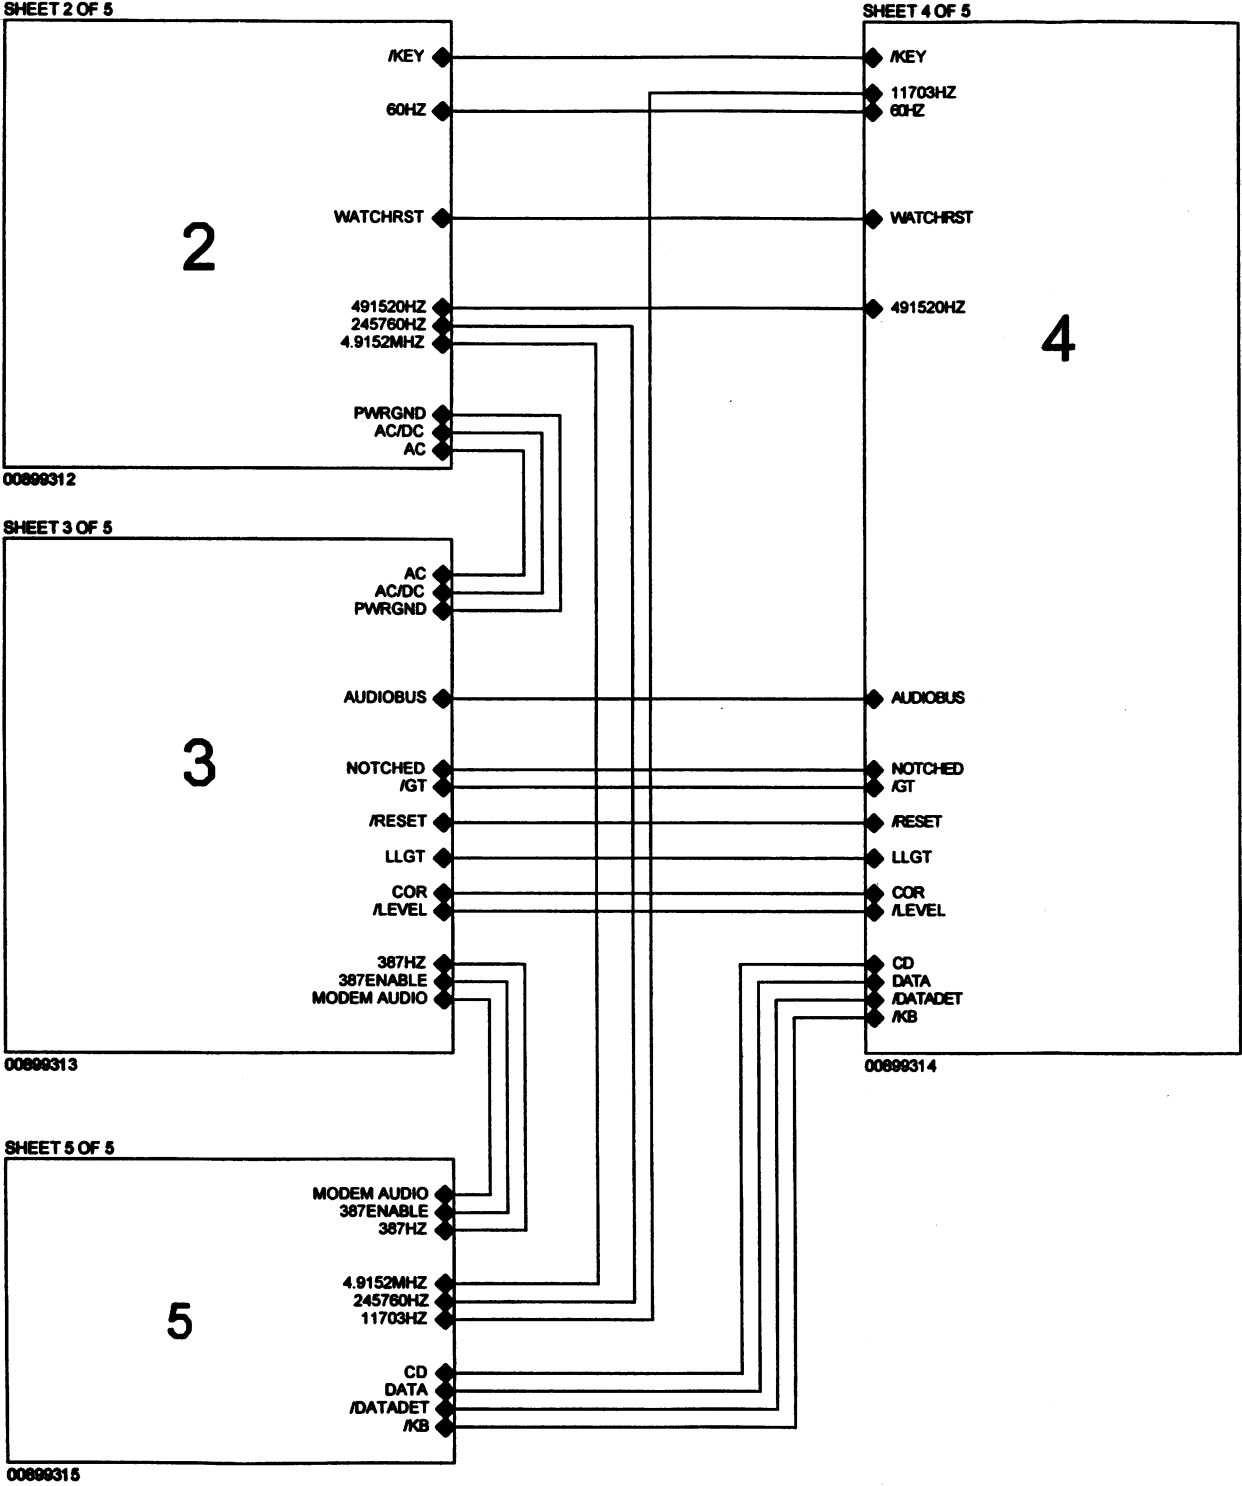 SHEET 2 OF 5
/KEY
60HZ
WATCHRST
2
491520HZ
245760HZ
4.9152MHZ
PWRGND
AC/DC
AC
00899312
SHEET 3 OF 5
AC
AC/DC
PWRGND
AUDIOBUS
3
NOTCHED
/GT
/RESET
LLGT
COR
/LEVEL
387HZ
387ENABLE
MODEM AUDIO
00899313
SHEET 5 OF 5
MODEM AUDIO
387ENABLE
387HZ
4.9152MHZ
245760HZ
5
11703HZ
CD
DATA
/DATADET
/KB
00899315
SHEET 4 OF 5
/KEY
11703HZ
60HZ
WATCHRST
491520HZ
4
AUDIOBUS
NOTCHED
/GT
/RESET
LLGT
COR
/LEVEL
CD
DATA
/DATADET
/KB
00899314